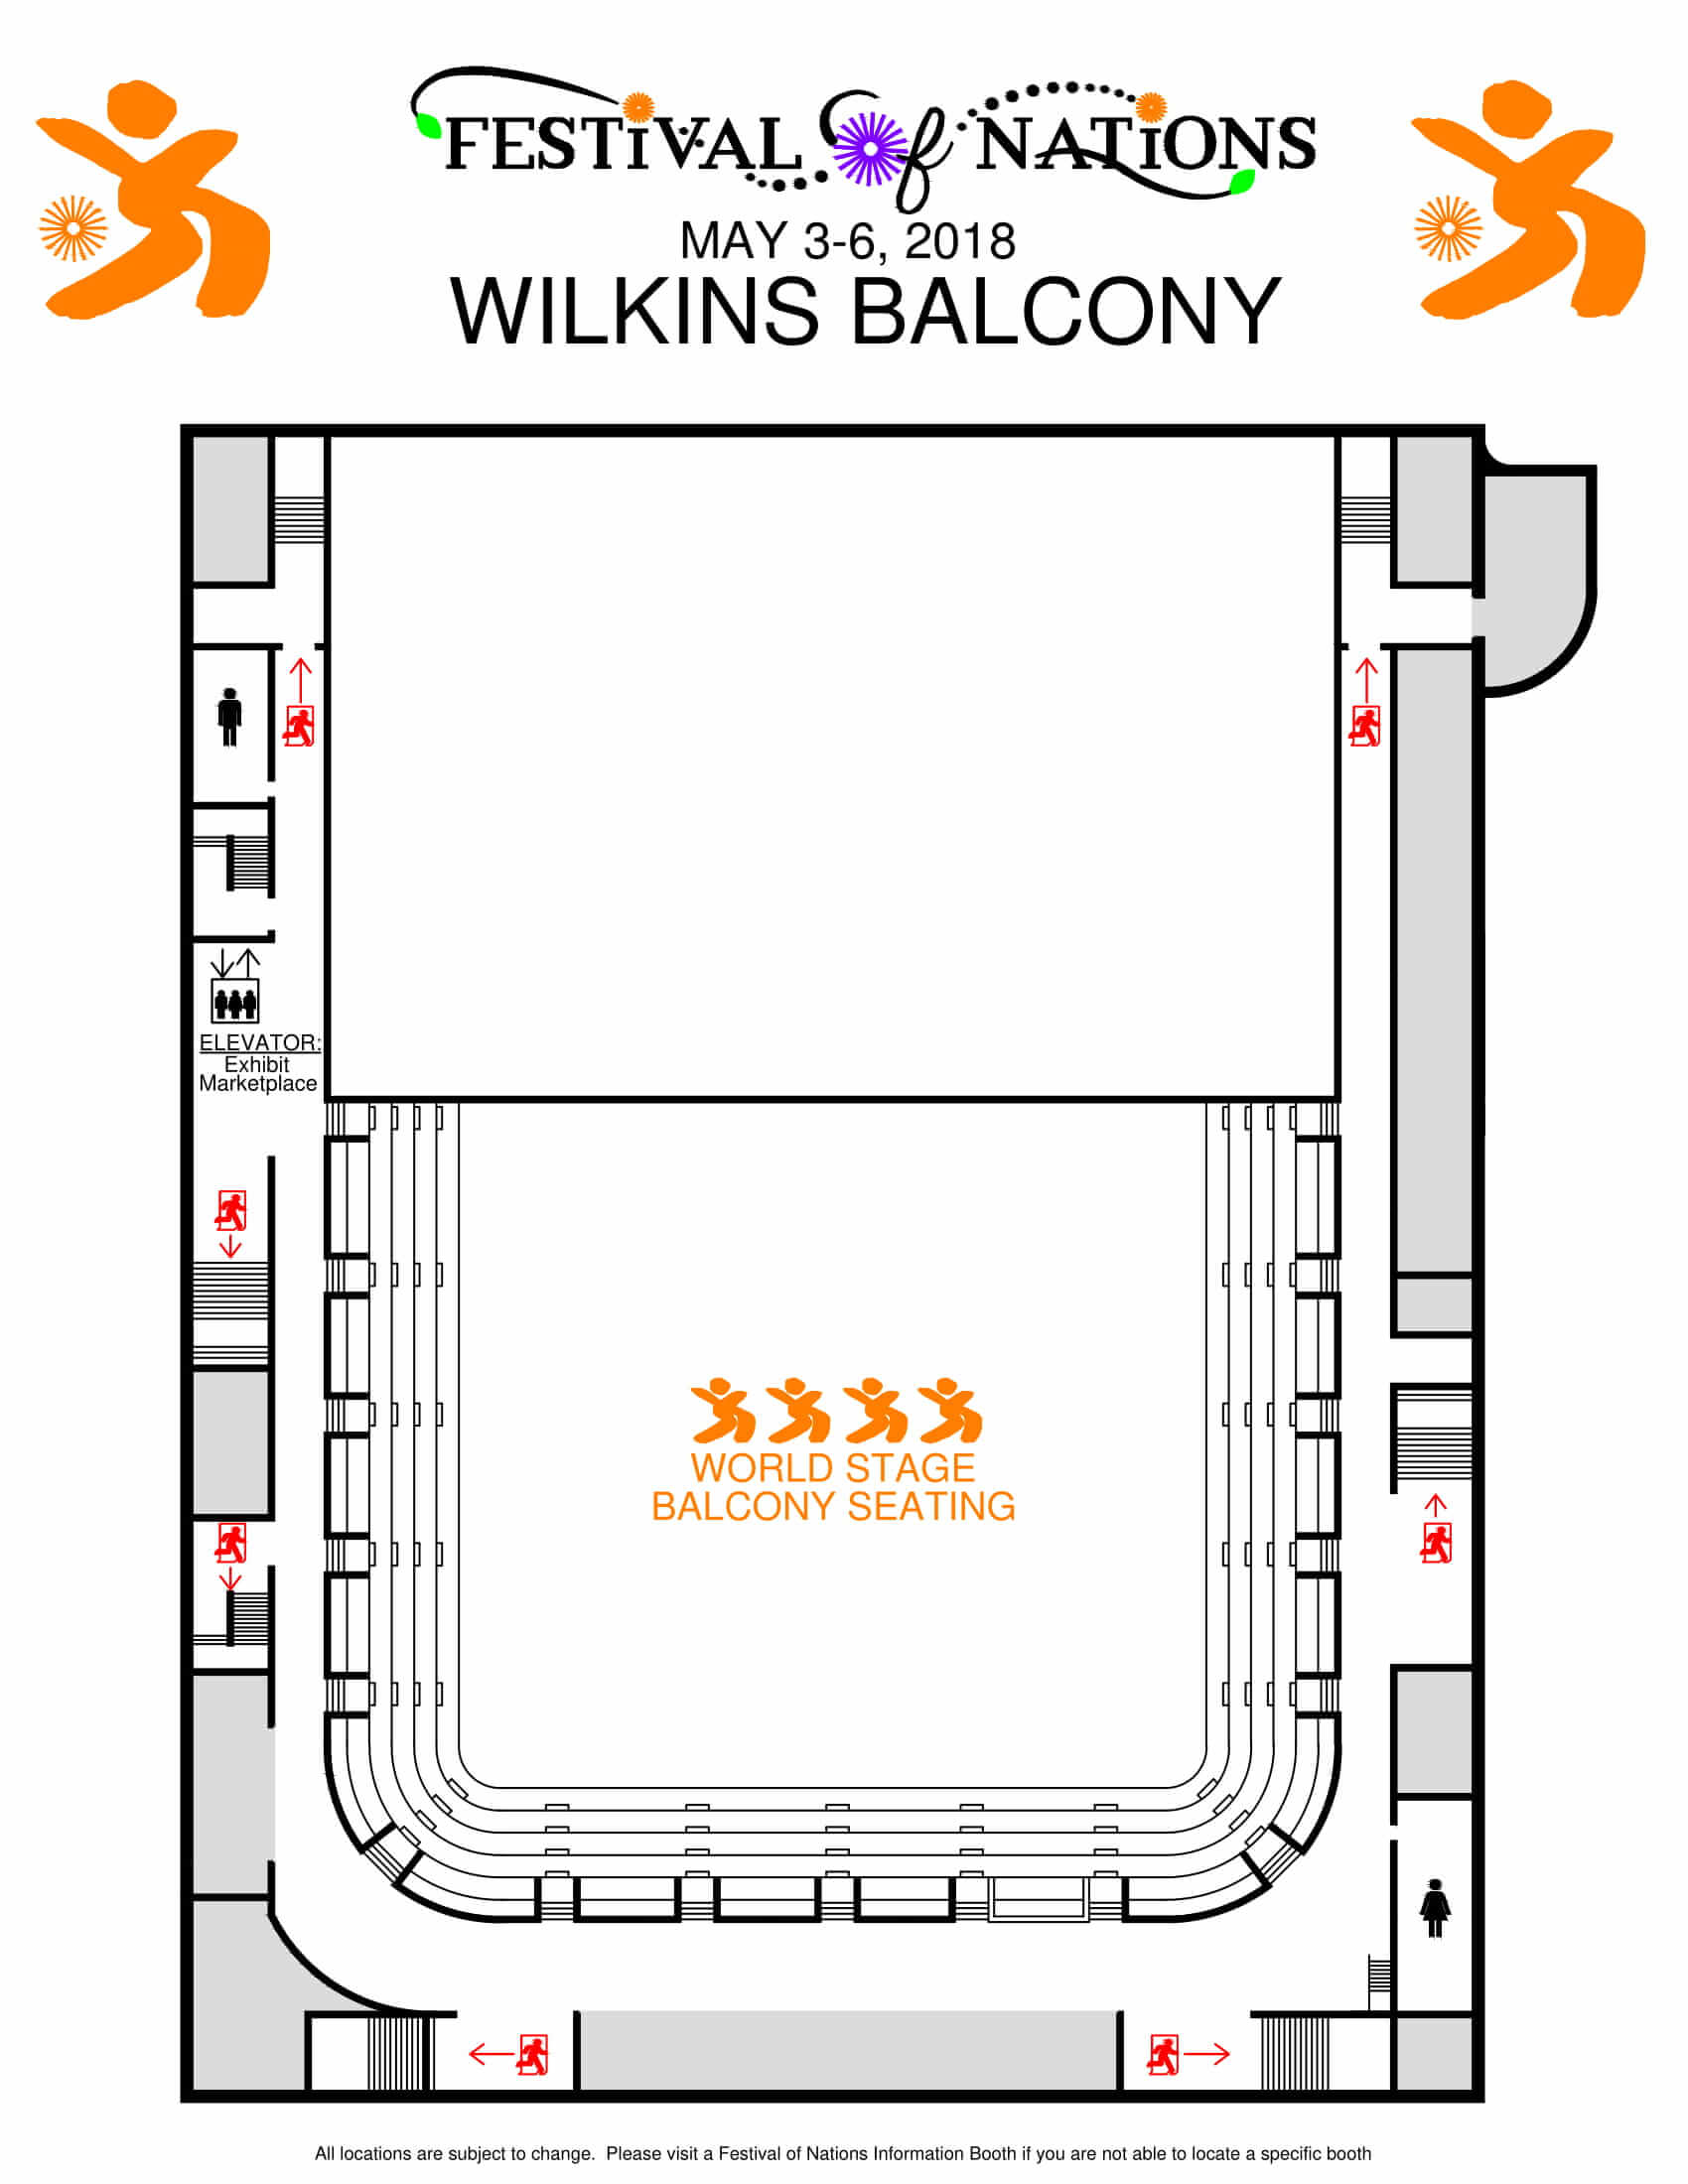 FESTiVAL Of NATiONS
MAY 3-6, 2018
WILKINS BALCONY
ELEVATOR:
Exhibit
Marketplace
WORLD STAGE
BALCONY SEATING
All locations are subject to change.  Please visit a Festival of Nations Information Booth if you are not able to locate a specific booth